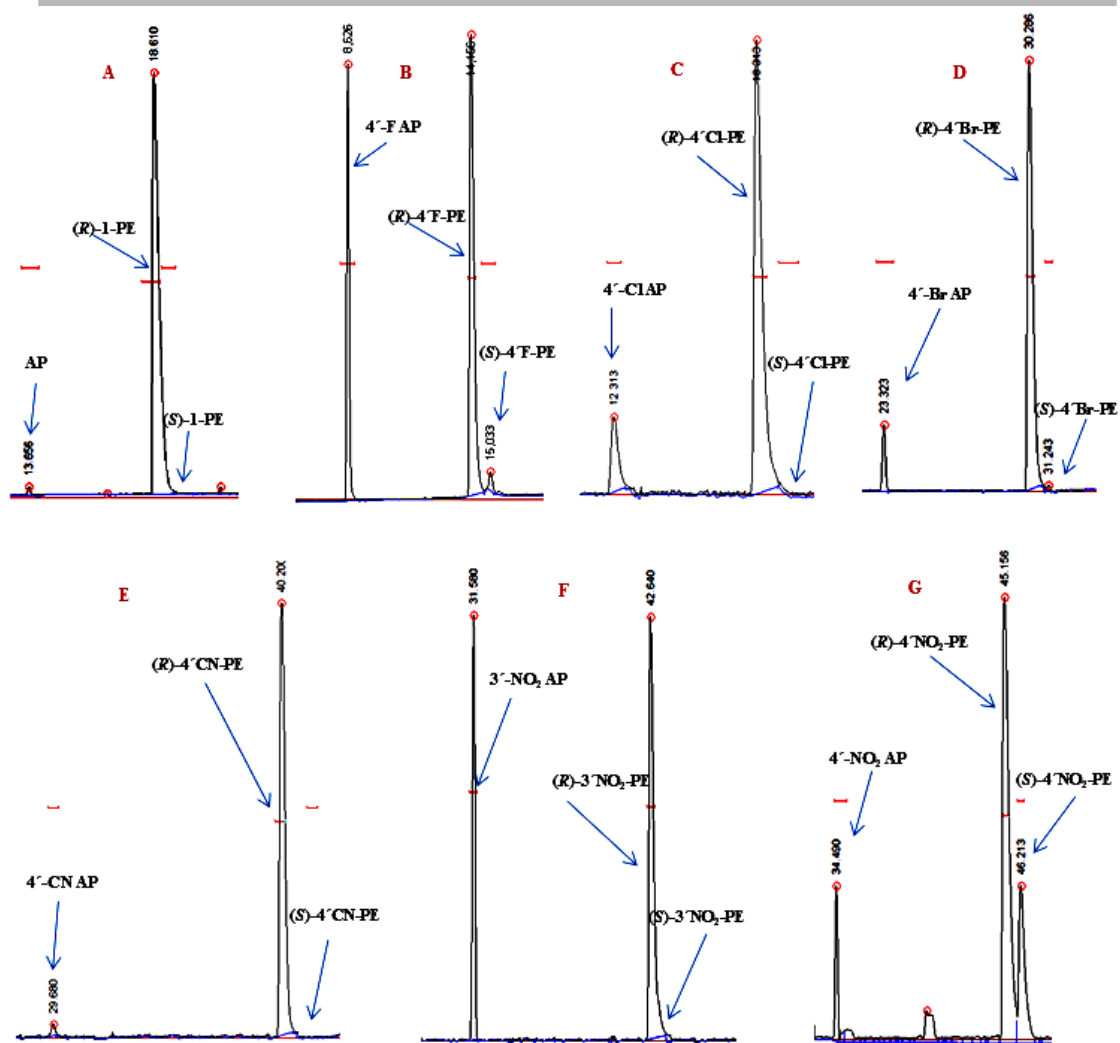 A
18.610
(R)-1-PE
AP
13.656
(S)-1-PE
B
8,526
4´-F AP
14,156
(R)-4´F-PE
(S)-4´F-PE
15,033
C
(R)-4´Cl-PE
4´-Cl AP
12.313
(S)-4´Cl-PE
D
30.286
(R)-4´Br-PE
4´-Br AP
23.323
(S)-4´Br-PE
31.243
E
40.200
(R)-4´CN-PE
4´-CN AP
29.680
(S)-4´CN-PE
F
31.580
42.640
3´-NO₂ AP
(R)-3´NO₂-PE
(S)-3´NO₂-PE
G
45.156
(R)-4´NO₂-PE
4´-NO₂ AP
34.490
(S)-4´NO₂-PE
46.213